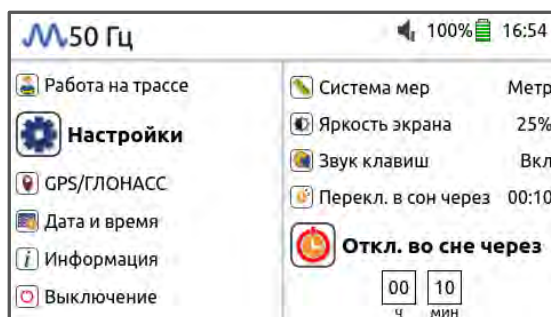 50 Гц 100% 16:54
Работа на трассе
Настройки
GPS/ГЛОНАСС
Дата и время
Информация
Выключение
Система мер Метр
Яркость экрана 25%
Звук клавиш Вкл
Перекл. в сон через 00:10
Откл. во сне через
00 10
ч мин